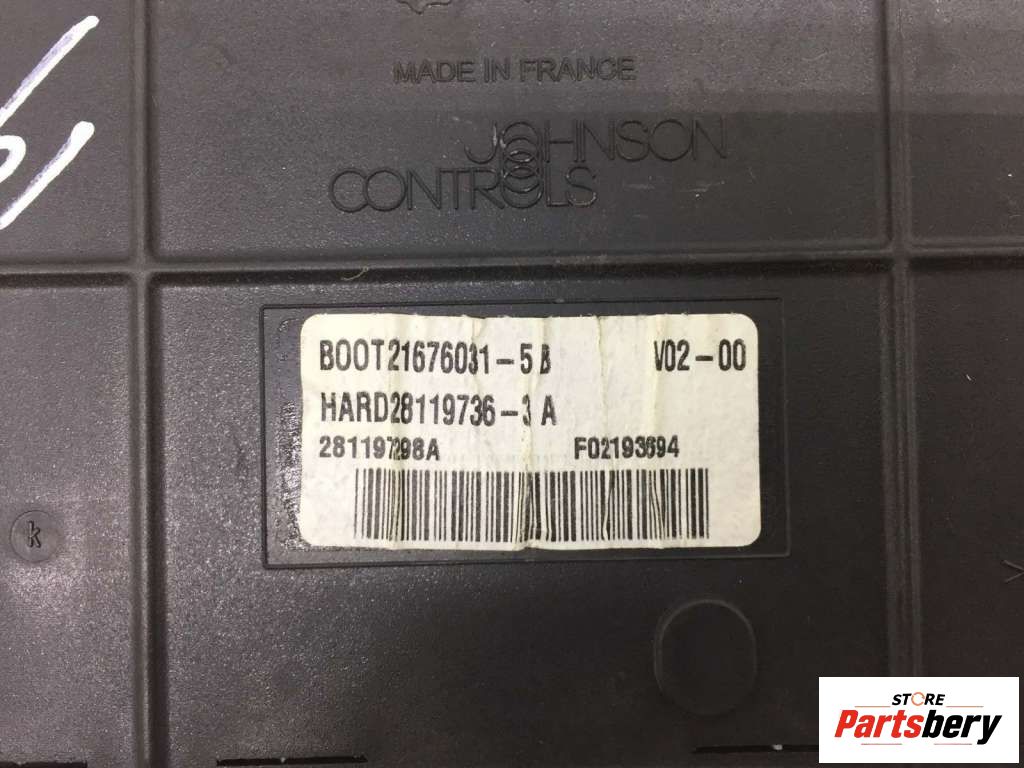 MADE IN FRANCE
JOHNSON
CONTROLS
BOOT21676031-5B V02-00
HARD28119736-3A
281197298A F02193694
k
STORE
Partsbery